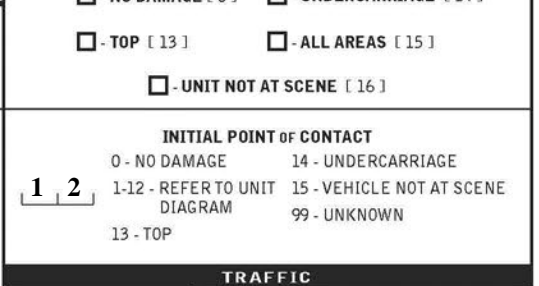 - TOP [ 13 ] - ALL AREAS [ 15 ]
- UNIT NOT AT SCENE [ 16 ]
INITIAL POINT OF CONTACT
0 - NO DAMAGE 14 - UNDERCARRIAGE
1 2 1-12 - REFER TO UNIT 15 - VEHICLE NOT AT SCENE
DIAGRAM 99 - UNKNOWN
13 - TOP
TRAFFIC